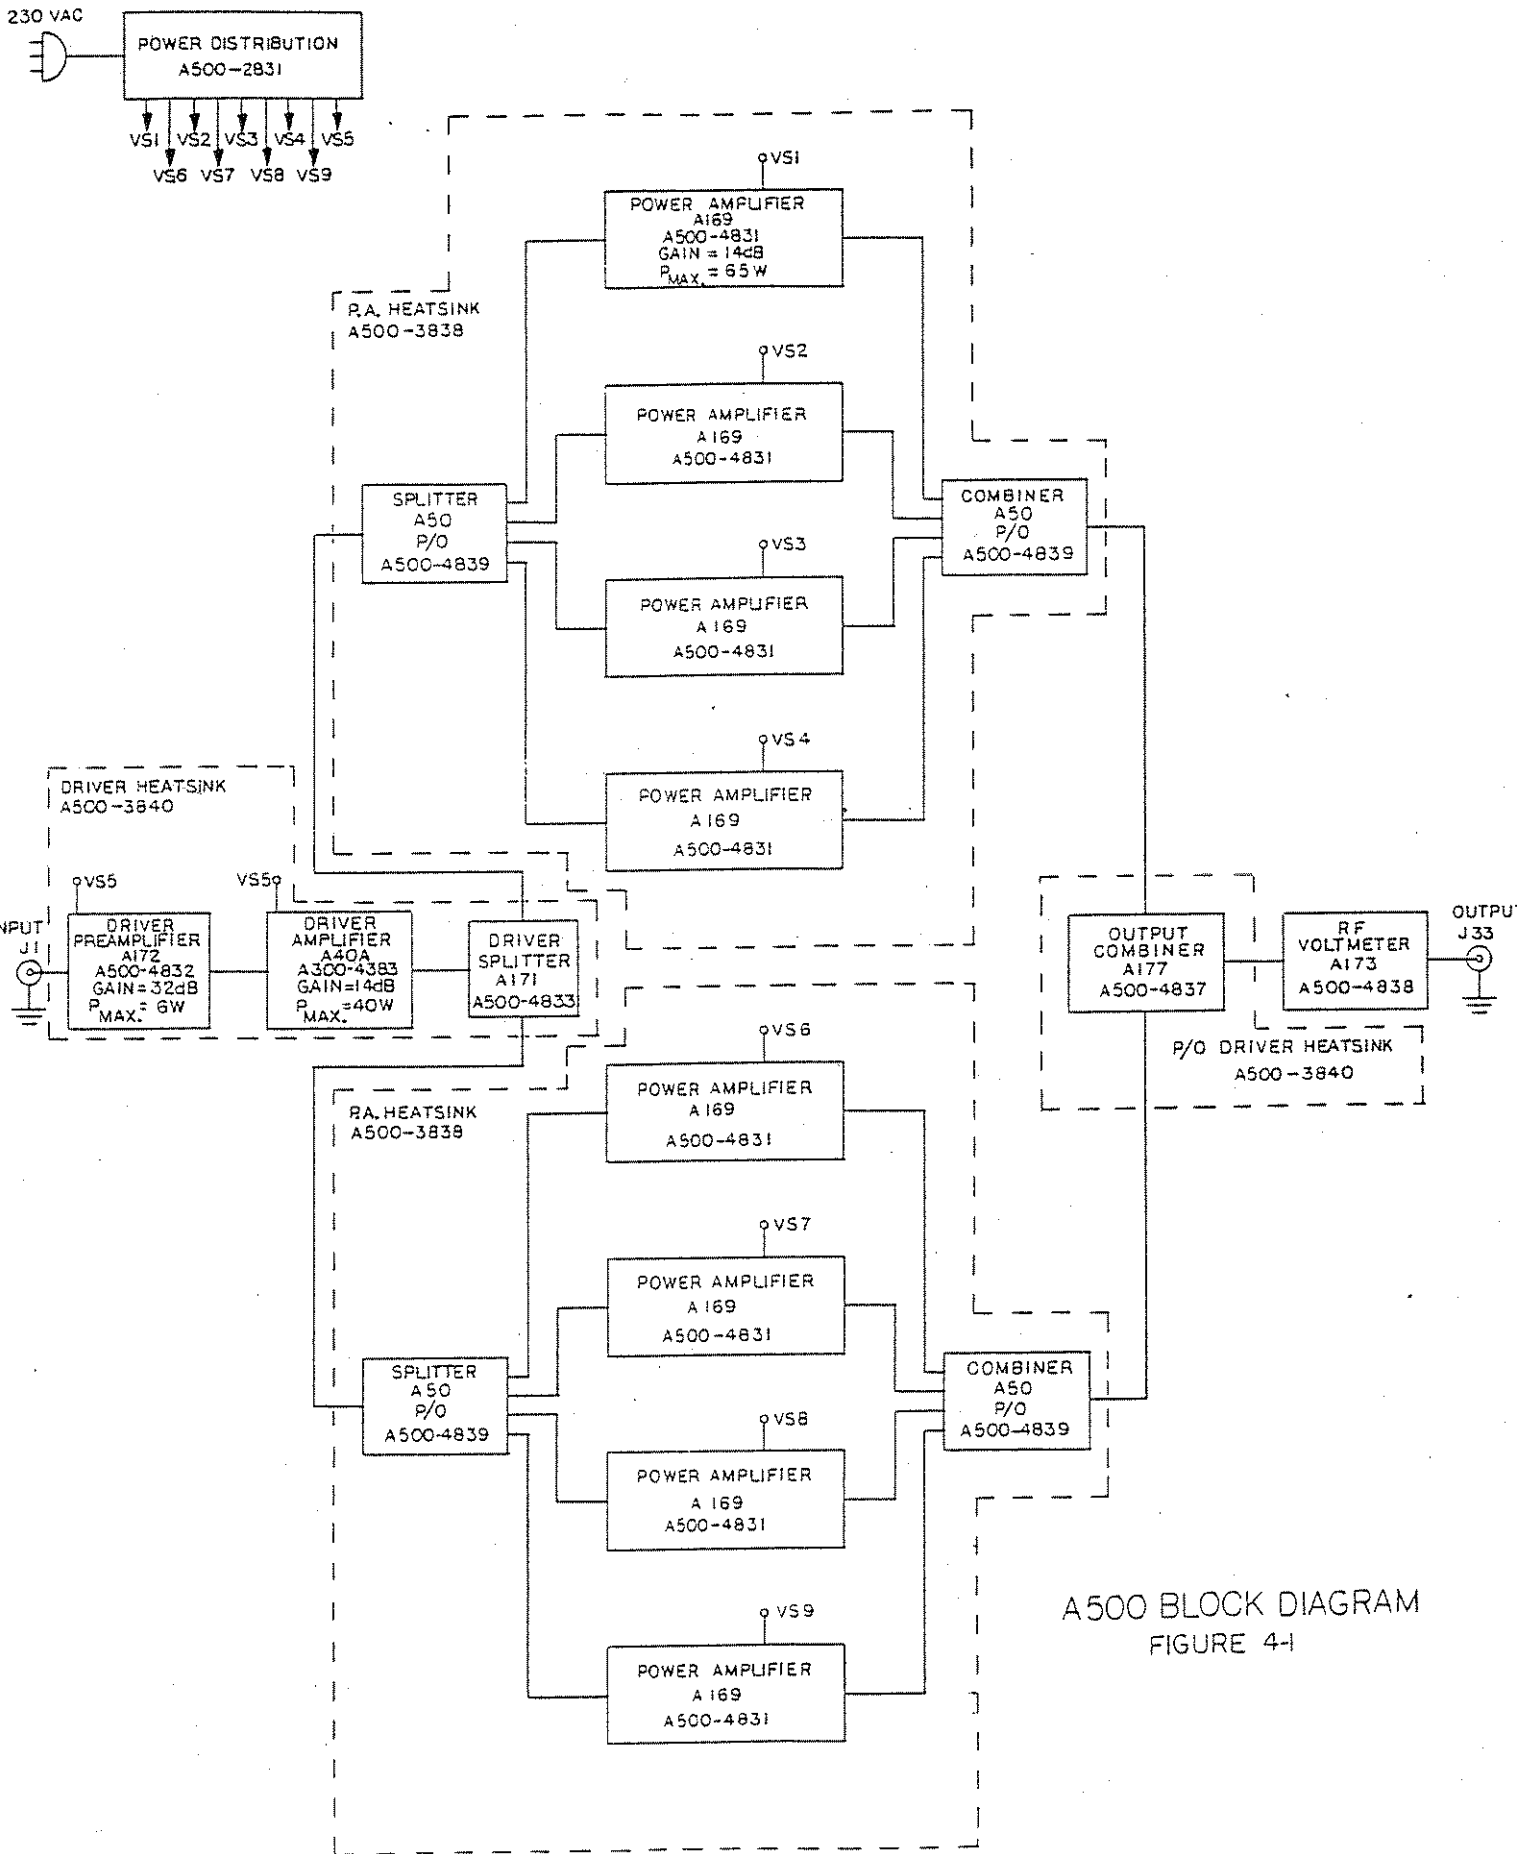 230 VAC
POWER DISTRIBUTION
A500-2831
VS1 VS2 VS3 VS4 VS5
VS6 VS7 VS8 VS9
VS1
POWER AMPLIFIER
A169
A500-4831
GAIN = 14dB
PMAX. = 65W
P.A. HEATSINK
A500-3838
VS2
POWER AMPLIFIER
A169
A500-4831
SPLITTER
A50
P/O
A500-4839
COMBINER
A50
P/O
A500-4839
VS3
POWER AMPLIFIER
A169
A500-4831
VS4
POWER AMPLIFIER
A169
A500-4831
DRIVER HEATSINK
A500-3840
VS5
VS5
NPUT
J1
DRIVER
PREAMPLIFIER
A172
A500-4832
GAIN=32dB
PMAX.= 6W
DRIVER
AMPLIFIER
A40A
A300-4383
GAIN=14dB
PMAX.=40W
DRIVER
SPLITTER
A171
A500-4833
OUTPUT
COMBINER
A177
A500-4837
RF
VOLTMETER
A173
A500-4838
OUTPUT
J33
P/O DRIVER HEATSINK
A500-3840
VS6
POWER AMPLIFIER
A169
A500-4831
P.A. HEATSINK
A500-3838
VS7
POWER AMPLIFIER
A169
A500-4831
SPLITTER
A50
P/O
A500-4839
COMBINER
A50
P/O
A500-4839
VS8
POWER AMPLIFIER
A169
A500-4831
VS9
POWER AMPLIFIER
A169
A500-4831
A500 BLOCK DIAGRAM
FIGURE 4-1